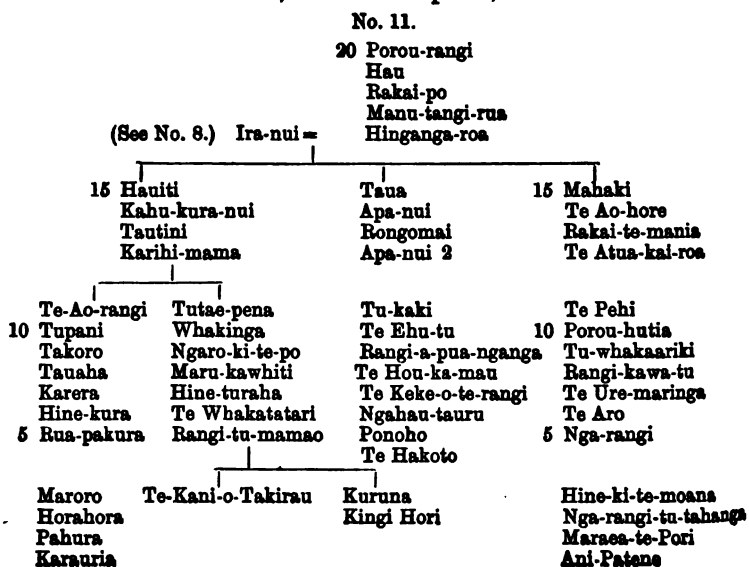 No. 11.
20 Porou-rangi
Hau
Rakai-po
Manu-tangi-rua
(See No. 8.) Ira-nui = Hinganga-roa
15 Hauiti Taua 15 Mahaki
Kahu-kura-nui Apa-nui Te Ao-hore
Tautini Rongomai Rakai-te-mania
Karihi-mama Apa-nui 2 Te Atua-kai-roa
Te-Ao-rangi Tutae-pena Tu-kaki Te Pehi
10 Tupani Whakinga Te Ehu-tu 10 Porou-hutia
Takoro Ngaro-ki-te-po Rangi-a-pua-nganga Tu-whakaariki
Tauaha Maru-kawhiti Te Hou-ka-mau Rangi-kawa-tu
Karera Hine-turaha Te Keke-o-te-rangi Te Ure-maringa
Hine-kura Te Whakatatari Ngahau-tauru Te Aro
5 Rua-pakura Rangi-tu-mamao Ponoho 5 Nga-rangi
Te Hakoto
Maroro Te-Kani-o-Takirau Kuruna Hine-ki-te-moana
Horahora Kingi Hori Nga-rangi-tu-tahanga
Pahura Maraea-te-Pori
Karauria Ani-Patene